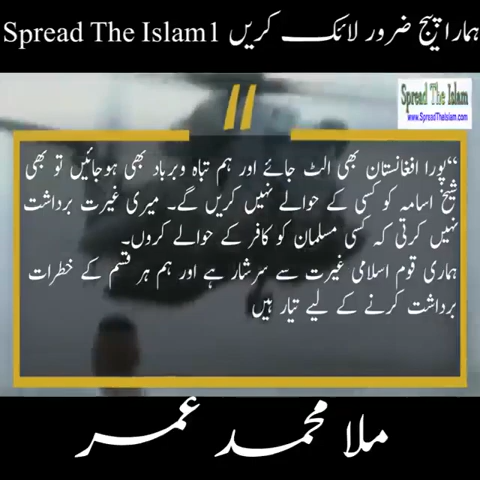 ہمارا پیج ضرور لائک کریں Spread The Islam1
Spread The Islam
www.SpreadTheIslam.com
“پورا افغانستان بھی الٹ جائے اور ہم تباہ وبرباد بھی ہوجائیں تو بھی
شیخ اسامہ کو کسی کے حوالے نہیں کریں گے۔ میری غیرت برداشت
نہیں کرتی کہ کسی مسلمان کو کافر کے حوالے کروں۔
ہماری قوم اسلامی غیرت سے سرشار ہے اور ہم ہر قسم کے خطرات
برداشت کرنے کے لیے تیار ہیں
ملا محمد عمر